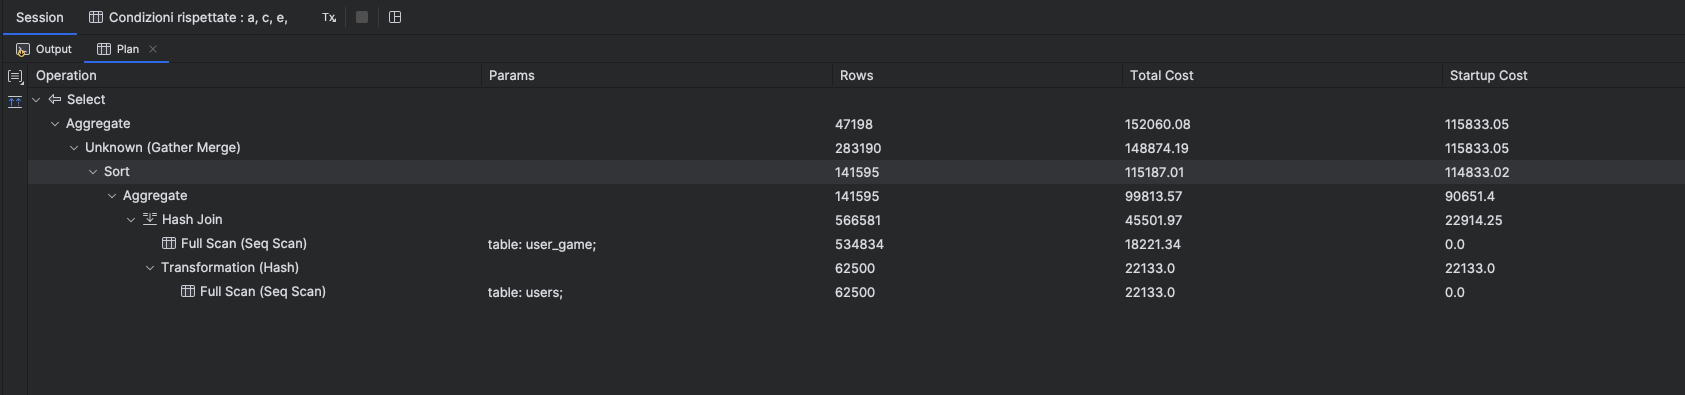 Session Condizioni rispettate : a, c, e, Tx
Output Plan
Operation Params Rows Total Cost Startup Cost
Select
Aggregate 47198 152060.08 115833.05
Unknown (Gather Merge) 283190 148874.19 115833.05
Sort 141595 115187.01 114833.02
Aggregate 141595 99813.57 90651.4
Hash Join 566581 45501.97 22914.25
Full Scan (Seq Scan) table: user_game; 534834 18221.34 0.0
Transformation (Hash) 62500 22133.0 22133.0
Full Scan (Seq Scan) table: users; 62500 22133.0 0.0